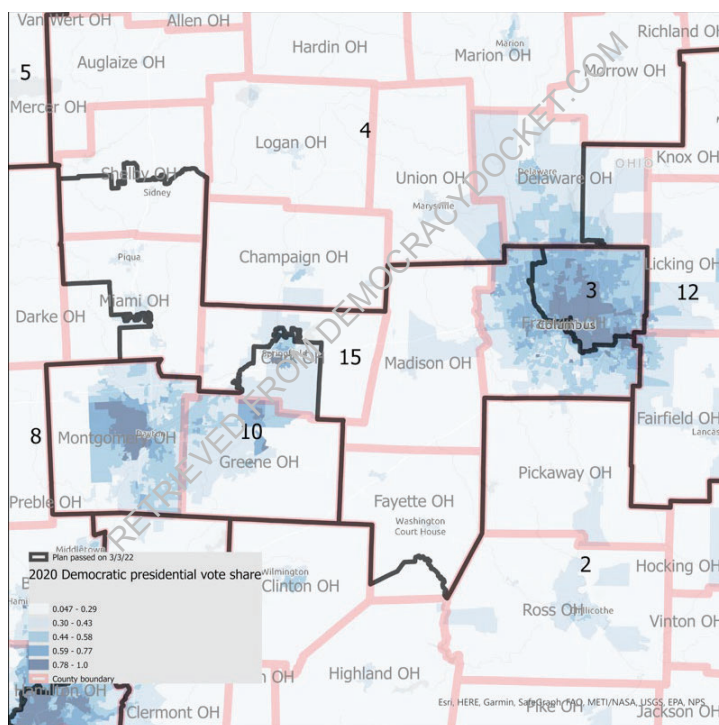 Van Wert OH
Allen OH
Hardin OH
Marion
Marion OH
Richland OH
Auglaize OH
Morrow OH
5
Mercer OH
Logan OH
4
Shelby OH
Sidney
Union OH
Marysville
Delaware
Delaware OH
OHIO
Knox OH
Champaign OH
Piqua
Miami OH
Darke OH
Licking OH
3
12
Columbus
15
Madison OH
8
Montgomery OH
10
Greene OH
Fairfield OH
Pickaway OH
Preble OH
Fayette OH
Washington
Court House
Middletown
Wilmington
Clinton OH
2
Hocking OH
Ross OH
Chillicothe
Vinton OH
Highland OH
Hamilton OH
Clermont OH
Pike OH
Jackson OH
Plan passed on 3/3/22
2020 Democratic presidential vote share
0.047 - 0.29
0.30 - 0.43
0.44 - 0.58
0.59 - 0.77
0.78 - 1.0
County boundary
Esri, HERE, Garmin, SafeGraph, FAO, METI/NASA, USGS, EPA, NPS
RETRIEVED FROM DEMOCRACYDOCKET.COM